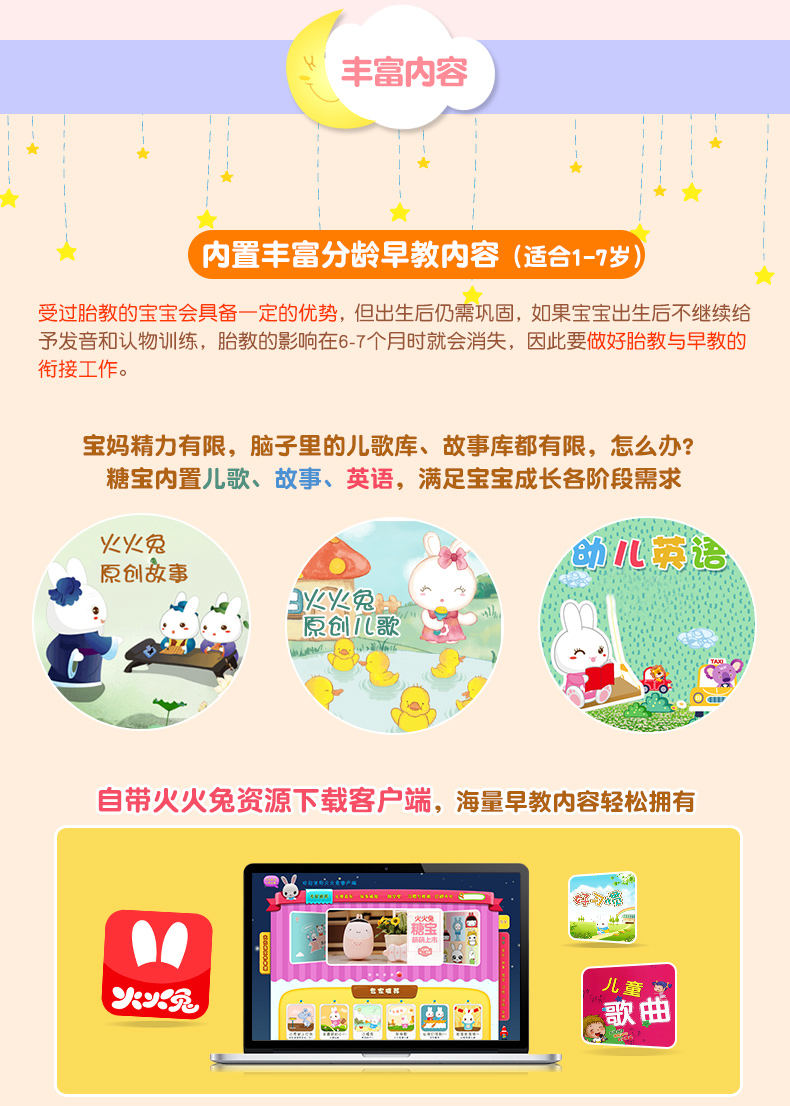 丰富内容
内置丰富分龄早教内容（适合1-7岁）
受过胎教的宝宝会具备一定的优势，但出生后仍需巩固，如果宝宝出生后不继续给
予发音和认物训练，胎教的影响在6-7个月时就会消失，因此要做好胎教与早教的
衔接工作。
宝妈精力有限，脑子里的儿歌库、故事库都有限，怎么办?
糖宝内置儿歌、故事、英语，满足宝宝成长各阶段需求
火火兔
原创故事
火火兔
原创儿歌
幼儿英语
TAXI
自带火火兔资源下载客户端，海量早教内容轻松拥有
火火兔
火火兔
糖宝
萌萌上市
儿童
歌曲